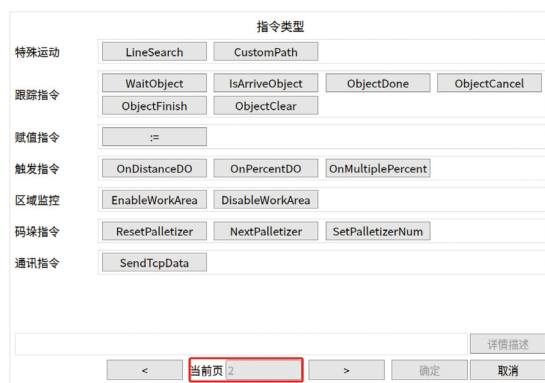 指令类型
特殊运动 LineSearch CustomPath
跟踪指令 WaitObject IsArriveObject ObjectDone ObjectCancel
ObjectFinish ObjectClear
赋值指令 :=
触发指令 OnDistanceDO OnPercentDO OnMultiplePercent
区域监控 EnableWorkArea DisableWorkArea
码垛指令 ResetPalletizer NextPalletizer SetPalletizerNum
通讯指令 SendTcpData
详情描述
< 当前页 2 > 确定 取消